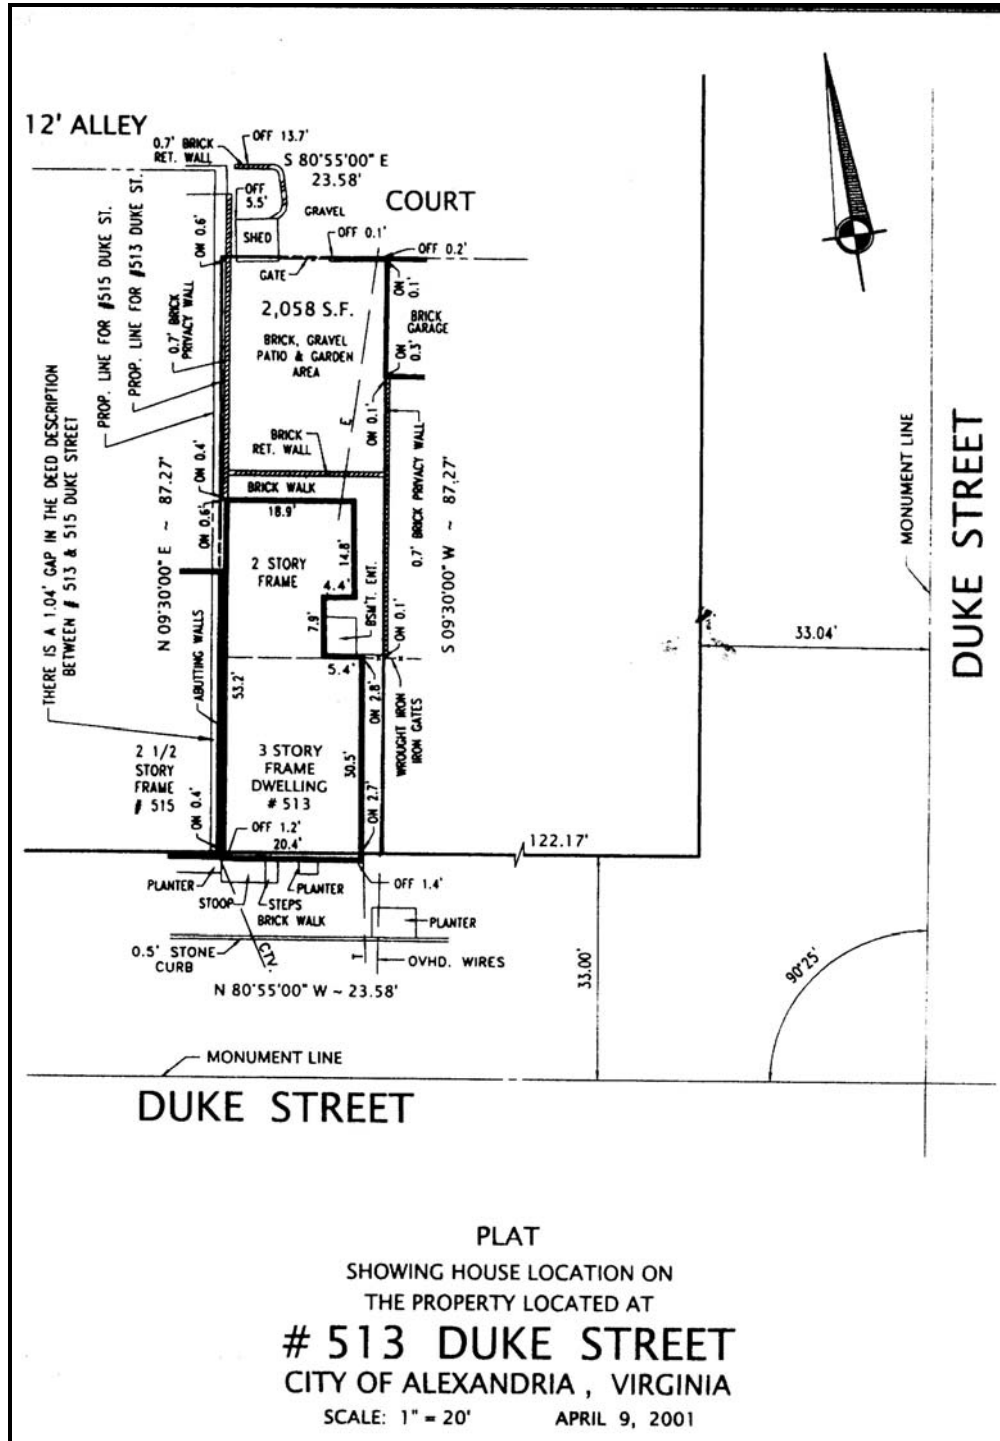 12' ALLEY
0.7' BRICK
RET. WALL
OFF 13.7'
S 80°55'00" E
23.58'
COURT
OFF
5.5'
GRAVEL
SHED
OFF 0.1'
OFF 0.2'
GATE
ON 0.6'
2,058 S.F.
BRICK, GRAVEL
PATIO & GARDEN
AREA
ON
0.1'
BRICK
GARAGE
ON 0.3'
PROP. LINE FOR #515 DUKE ST.
PROP. LINE FOR #513 DUKE ST.
0.7' BRICK
PRIVACY WALL
THERE IS A 1.04' GAP IN THE DEED DESCRIPTION
BETWEEN # 513 & 515 DUKE STREET
N 09°30'00" E ~ 87.27'
ON 0.4'
ON 0.6'
E
ON 0.1'
BRICK
RET. WALL
BRICK WALK
18.9'
0.7' BRICK PRIVACY WALL
S 09°30'00" W ~ 87.27'
2 STORY
FRAME
14.8'
4.4'
7.9'
BSM'T. ENT.
ON 0.1'
5.4'
ABUTTING WALLS
53.2'
ON 2.8'
WROUGHT IRON
IRON GATES
30.5'
3 STORY
FRAME
DWELLING
# 513
2 1/2
STORY
FRAME
# 515
ON 0.4'
ON 2.7'
OFF 1.2'
20.4'
122.17'
PLANTER
STOOP
STEPS
PLANTER
OFF 1.4'
BRICK WALK
PLANTER
0.5' STONE
CURB
CTV.
T
OVHD. WIRES
N 80°55'00" W ~ 23.58'
33.04'
MONUMENT LINE
DUKE STREET
33.00'
90°25'
MONUMENT LINE
DUKE STREET
PLAT
SHOWING HOUSE LOCATION ON
THE PROPERTY LOCATED AT
# 513 DUKE STREET
CITY OF ALEXANDRIA , VIRGINIA
SCALE: 1" = 20' APRIL 9, 2001